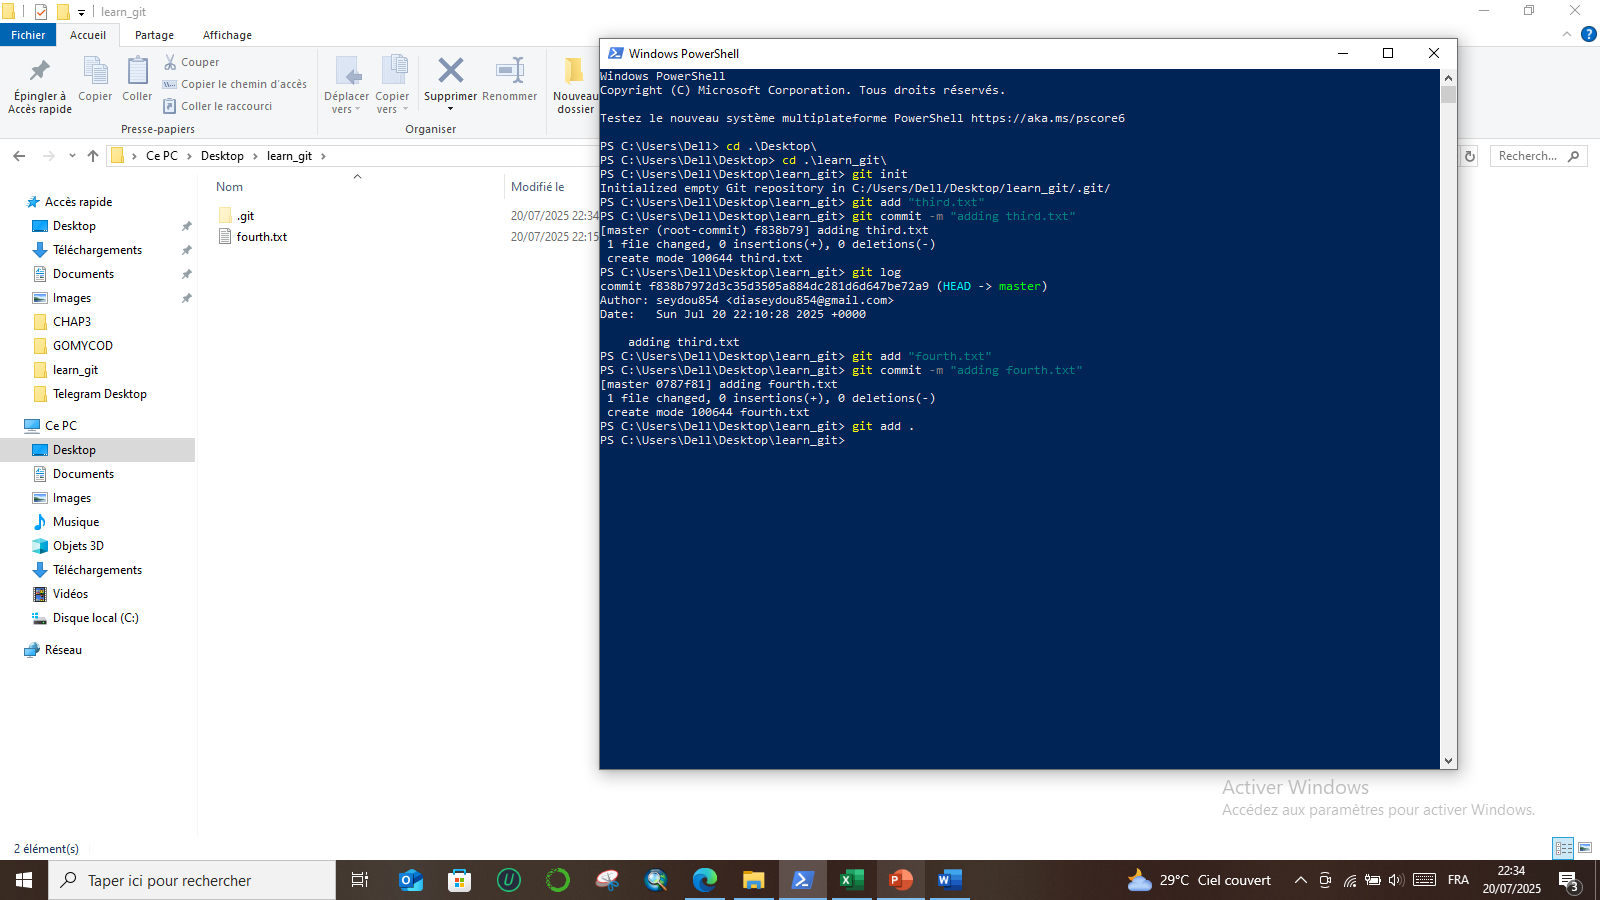 learn_git
Fichier
Accueil
Partage
Affichage
Épingler à
Accès rapide
Copier
Coller
Couper
Copier le chemin d'accès
Coller le raccourci
Presse-papiers
Déplacer
vers
Copier
vers
Supprimer
Renommer
Organiser
Nouveau
dossier
Ce PC
Desktop
learn_git
Recherch...
Nom
Modifié le
.git
20/07/2025 22:34
fourth.txt
20/07/2025 22:15
Accès rapide
Desktop
Téléchargements
Documents
Images
CHAP3
GOMYCOD
learn_git
Telegram Desktop
Ce PC
Desktop
Documents
Images
Musique
Objets 3D
Téléchargements
Vidéos
Disque local (C:)
Réseau
2 élément(s)
Windows PowerShell
Windows PowerShell
Copyright (C) Microsoft Corporation. Tous droits réservés.
Testez le nouveau système multiplateforme PowerShell https://aka.ms/pscore6
PS C:\Users\Dell> cd .\Desktop\
PS C:\Users\Dell\Desktop> cd .\learn_git\
PS C:\Users\Dell\Desktop\learn_git> git init
Initialized empty Git repository in C:/Users/Dell/Desktop/learn_git/.git/
PS C:\Users\Dell\Desktop\learn_git> git add "third.txt"
PS C:\Users\Dell\Desktop\learn_git> git commit -m "adding third.txt"
[master (root-commit) f838b79] adding third.txt
 1 file changed, 0 insertions(+), 0 deletions(-)
 create mode 100644 third.txt
PS C:\Users\Dell\Desktop\learn_git> git log
commit f838b7972d3c35d3505a884dc281d6d647be72a9 (HEAD -> master)
Author: seydou854 <diaseydou854@gmail.com>
Date:   Sun Jul 20 22:10:28 2025 +0000
    adding third.txt
PS C:\Users\Dell\Desktop\learn_git> git add "fourth.txt"
PS C:\Users\Dell\Desktop\learn_git> git commit -m "adding fourth.txt"
[master 0787f81] adding fourth.txt
 1 file changed, 0 insertions(+), 0 deletions(-)
 create mode 100644 fourth.txt
PS C:\Users\Dell\Desktop\learn_git> git add .
PS C:\Users\Dell\Desktop\learn_git>
Activer Windows
Accédez aux paramètres pour activer Windows.
Taper ici pour rechercher
29°C Ciel couvert
FRA
22:34
20/07/2025
3